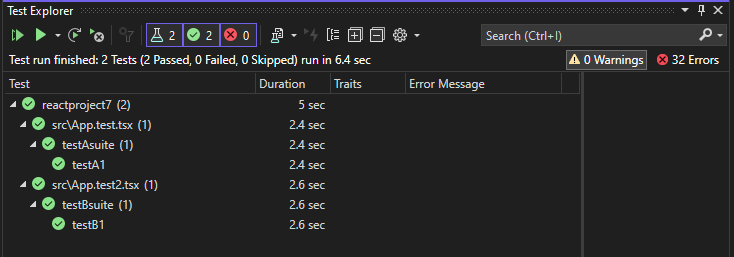 Test Explorer
2 2 0 Search (Ctrl+I)
Test run finished: 2 Tests (2 Passed, 0 Failed, 0 Skipped) run in 6.4 sec 0 Warnings 32 Errors
Test Duration Traits Error Message
reactproject7 (2) 5 sec
src\App.test.tsx (1) 2.4 sec
testAsuite (1) 2.4 sec
testA1 2.4 sec
src\App.test2.tsx (1) 2.6 sec
testBsuite (1) 2.6 sec
testB1 2.6 sec